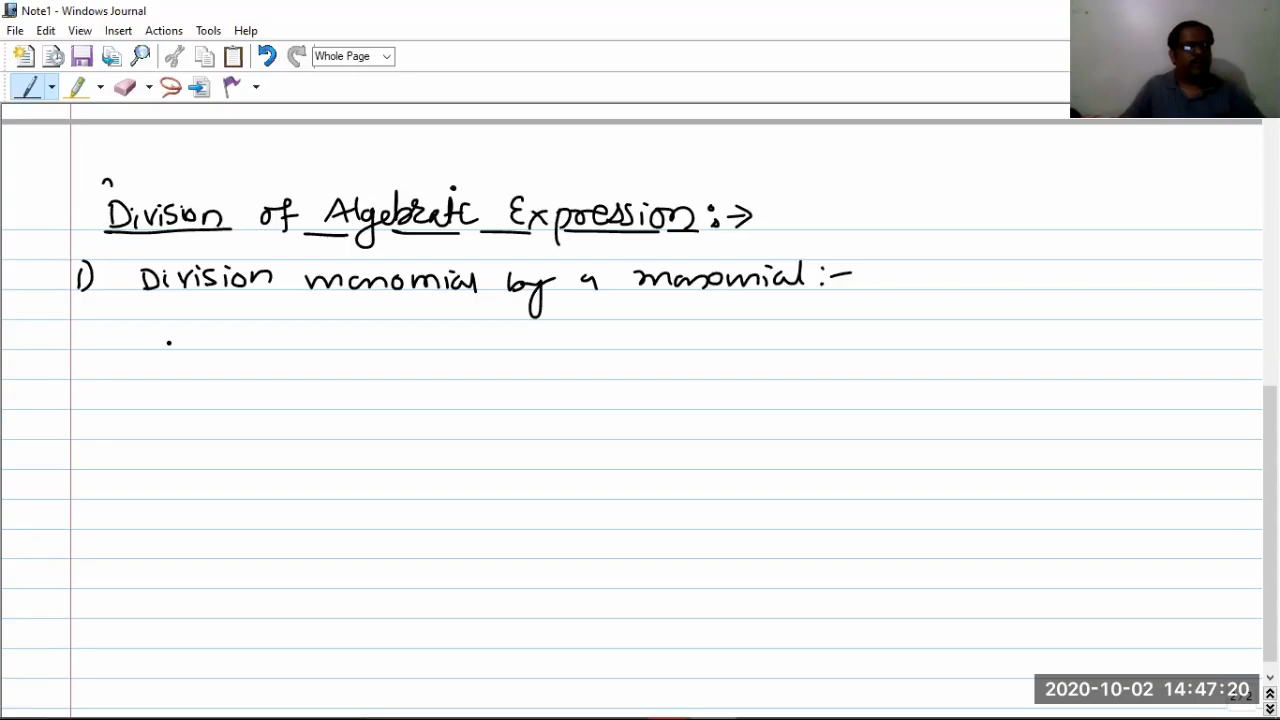 Note1 - Windows Journal
File Edit View Insert Actions Tools Help
Whole Page
Division of Algebraic Expression :→
1) Division monomial by a monomial :-
2020-10-02 14:47:20